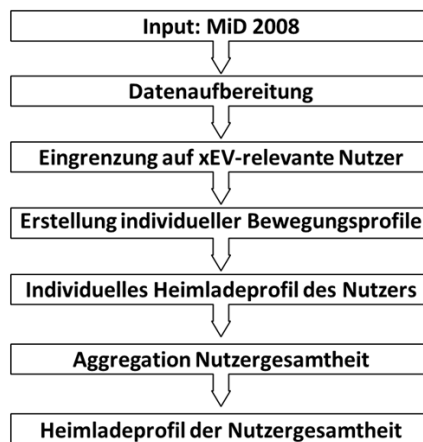 Input: MiD 2008
Datenaufbereitung
Eingrenzung auf xEV-relevante Nutzer
Erstellung individueller Bewegungsprofile
Individuelles Heimladeprofil des Nutzers
Aggregation Nutzergesamtheit
Heimladeprofil der Nutzergesamtheit